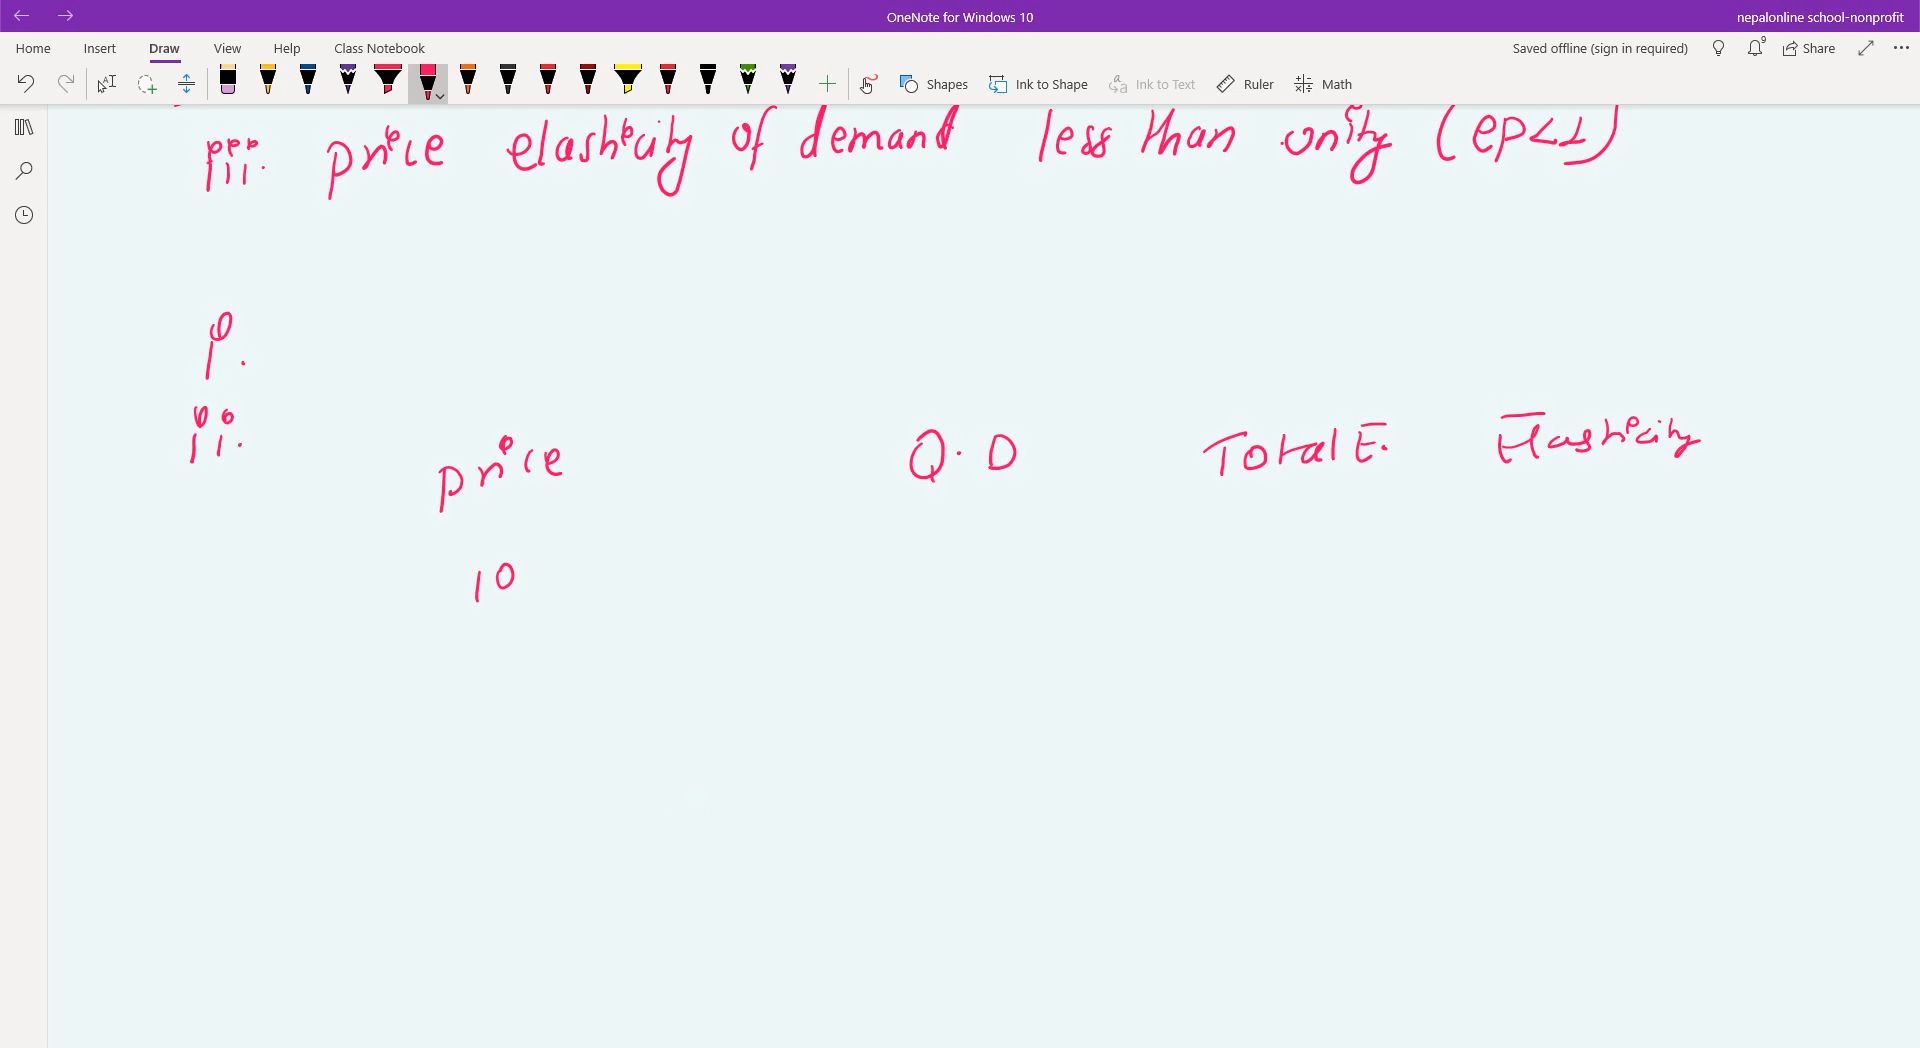 OneNote for Windows 10
nepalonline school-nonprofit
Home Insert Draw View Help Class Notebook
Saved offline (sign in required) 9 Share
Shapes Ink to Shape Ink to Text Ruler Math
iii. price elasticity of demand less than unity (ep<1)
i.
ii.
price Q.D Total E. Elasticity
10